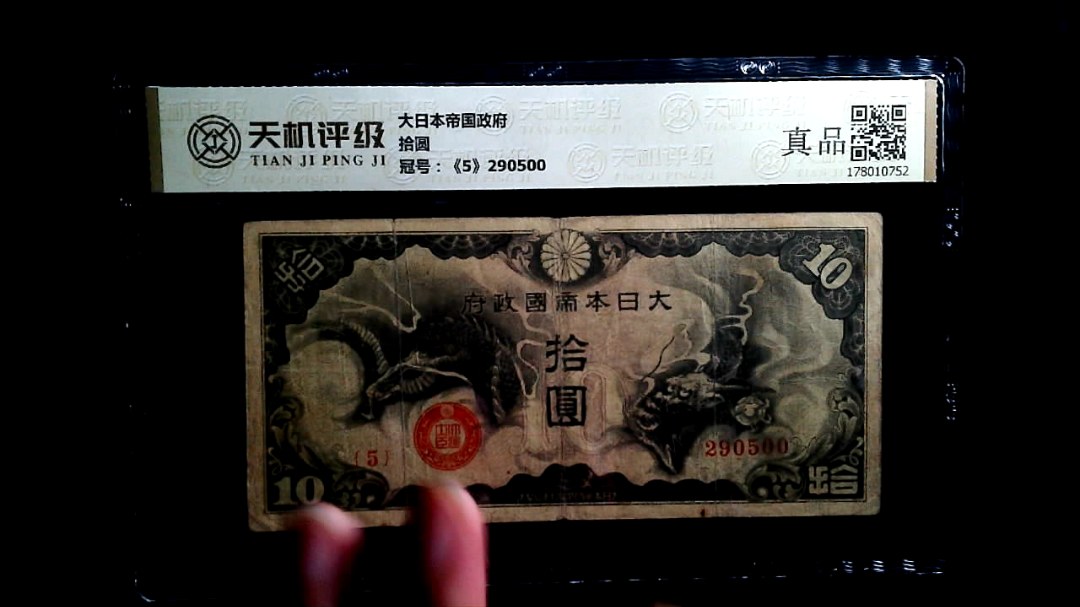 天机评级
TIAN JI PING JI
大日本帝国政府
拾圆
冠号：《5》290500
真品
178010752
拾
10
府政國帝本日大
拾
圓
10
{5}
290500
10
拾